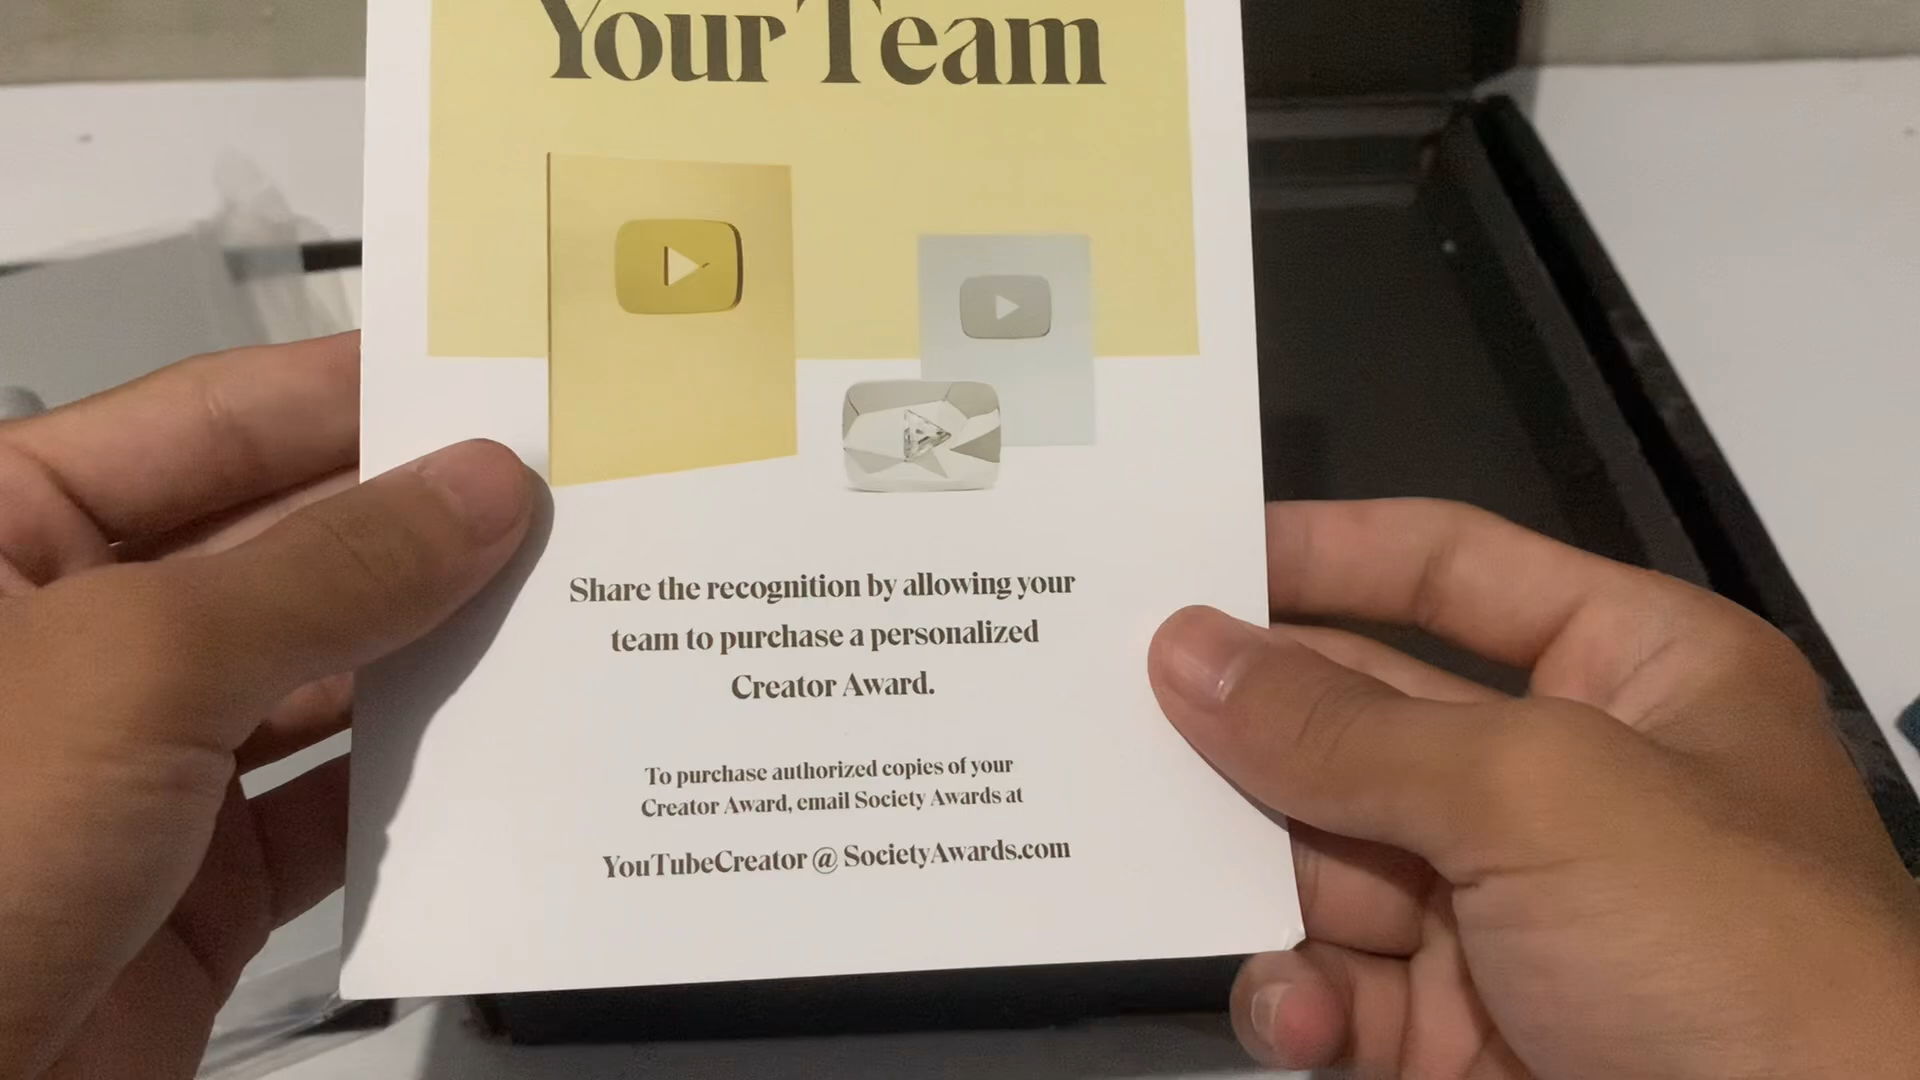 Your Team
Share the recognition by allowing your
team to purchase a personalized
Creator Award.
To purchase authorized copies of your
Creator Award, email Society Awards at
YouTubeCreator @ SocietyAwards.com